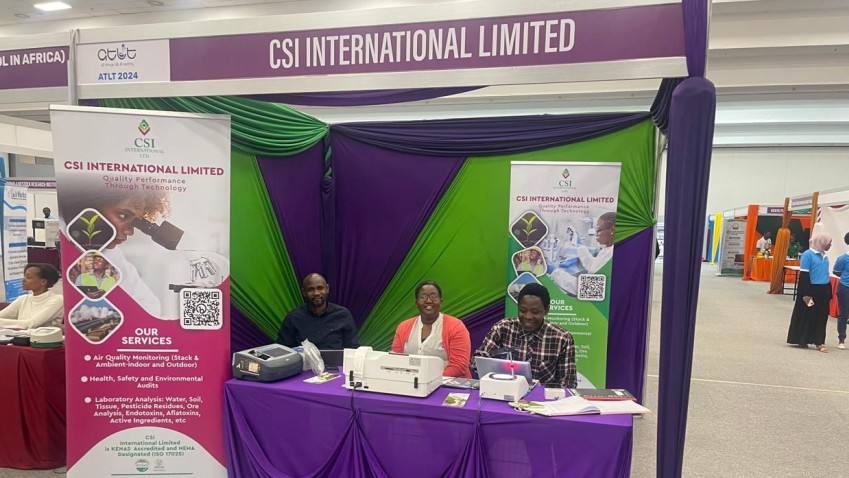 OL IN AFRICA)
ATLT 2024
CSI INTERNATIONAL LIMITED
CSI
INTERNATIONAL
LTD.
CSI INTERNATIONAL LIMITED
Quality Performance
Through Technology
OUR
SERVICES
Air Quality Monitoring (Stack &
Ambient-indoor and Outdoor)
Health, Safety and Environmental
Audits
Laboratory Analysis: Water, Soil,
Tissue, Pesticide Residues, Ore
Analysis, Endotoxins, Aflatoxins,
Active Ingredients, etc
CSI
International Limited
is KENAS Accredited and NEMA
Designated (ISO 17025)
CSI
CSI INTERNATIONAL LIMITED
Quality Performance
Through Technology
OUR
SERVICES